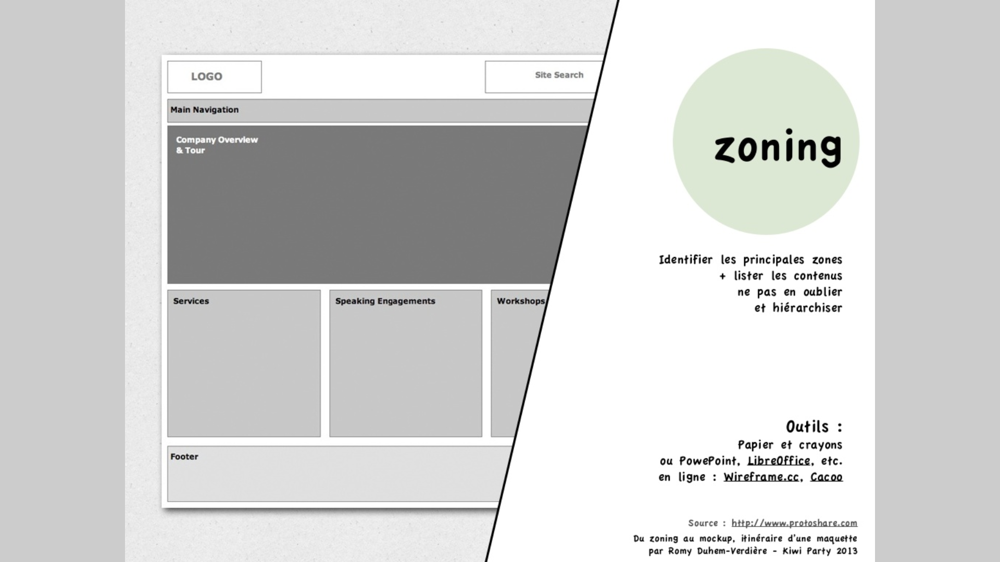 LOGO
Site Search
Main Navigation
Company Overview
& Tour
Services
Speaking Engagements
Workshops
Footer
zoning
Identifier les principales zones
+ lister les contenus
ne pas en oublier
et hiérarchiser
Outils :
Papier et crayons
ou PowePoint, LibreOffice, etc.
en ligne : Wireframe.cc, Cacoo
Source : http://www.protoshare.com
Du zoning au mockup, itinéraire d'une maquette
par Romy Duhem-Verdière - Kiwi Party 2013